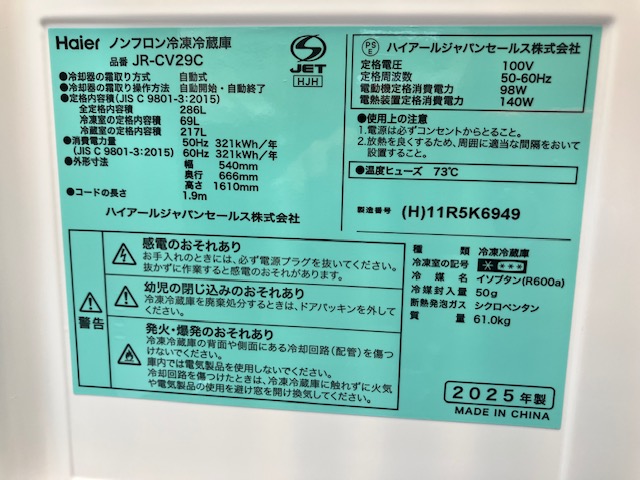 Haier ノンフロン冷凍冷蔵庫
品番 JR-CV29C
S JET
HJH
●冷却器の霜取り方式 自動式
●冷却器の霜取り操作方法 自動開始・自動終了
●定格内容積(JIS C 9801-3:2015)
全定格内容積 286L
冷凍室の定格内容積 69L
冷蔵室の定格内容積 217L
●消費電力量 50Hz 321kWh/年
(JIS C 9801-3:2015) 60Hz 321kWh/年
●外形寸法 幅 540mm
奥行 666mm
高さ 1610mm
●コードの長さ 1.9m
ハイアールジャパンセールス株式会社
PS E ハイアールジャパンセールス株式会社
定格電圧 100V
定格周波数 50-60Hz
電動機定格消費電力 98W
電熱装置定格消費電力 140W
●使用上の注意
1.電源は必ずコンセントからとること。
2.放熱を良くするため、周囲に適当な間隔をおいて
設置すること。
●温度ヒューズ 73℃
製造番号 (H)11R5K6949
警告
感電のおそれあり
お手入れのときには、必ず電源プラグを抜いてください。
抜かずに作業すると感電のおそれがあります。
幼児の閉じ込めのおそれあり
冷凍冷蔵庫を廃棄処分するときは、ドアパッキンを外して
ください。
発火・爆発のおそれあり
冷凍冷蔵庫の背面や側面にある冷却回路(配管)を傷つ
けないでください。
庫内では電気製品を使用しないでください。
冷却回路を傷つけたときは、冷凍冷蔵庫に触れずに火気
や電気製品の使用を避け窓を開け換気してください。
種類 冷凍冷蔵庫
冷凍室の記号 * ***
冷媒 イソブタン(R600a)
冷媒封入量 50g
断熱発泡ガス シクロペンタン
質量 61.0kg
2025年製
MADE IN CHINA